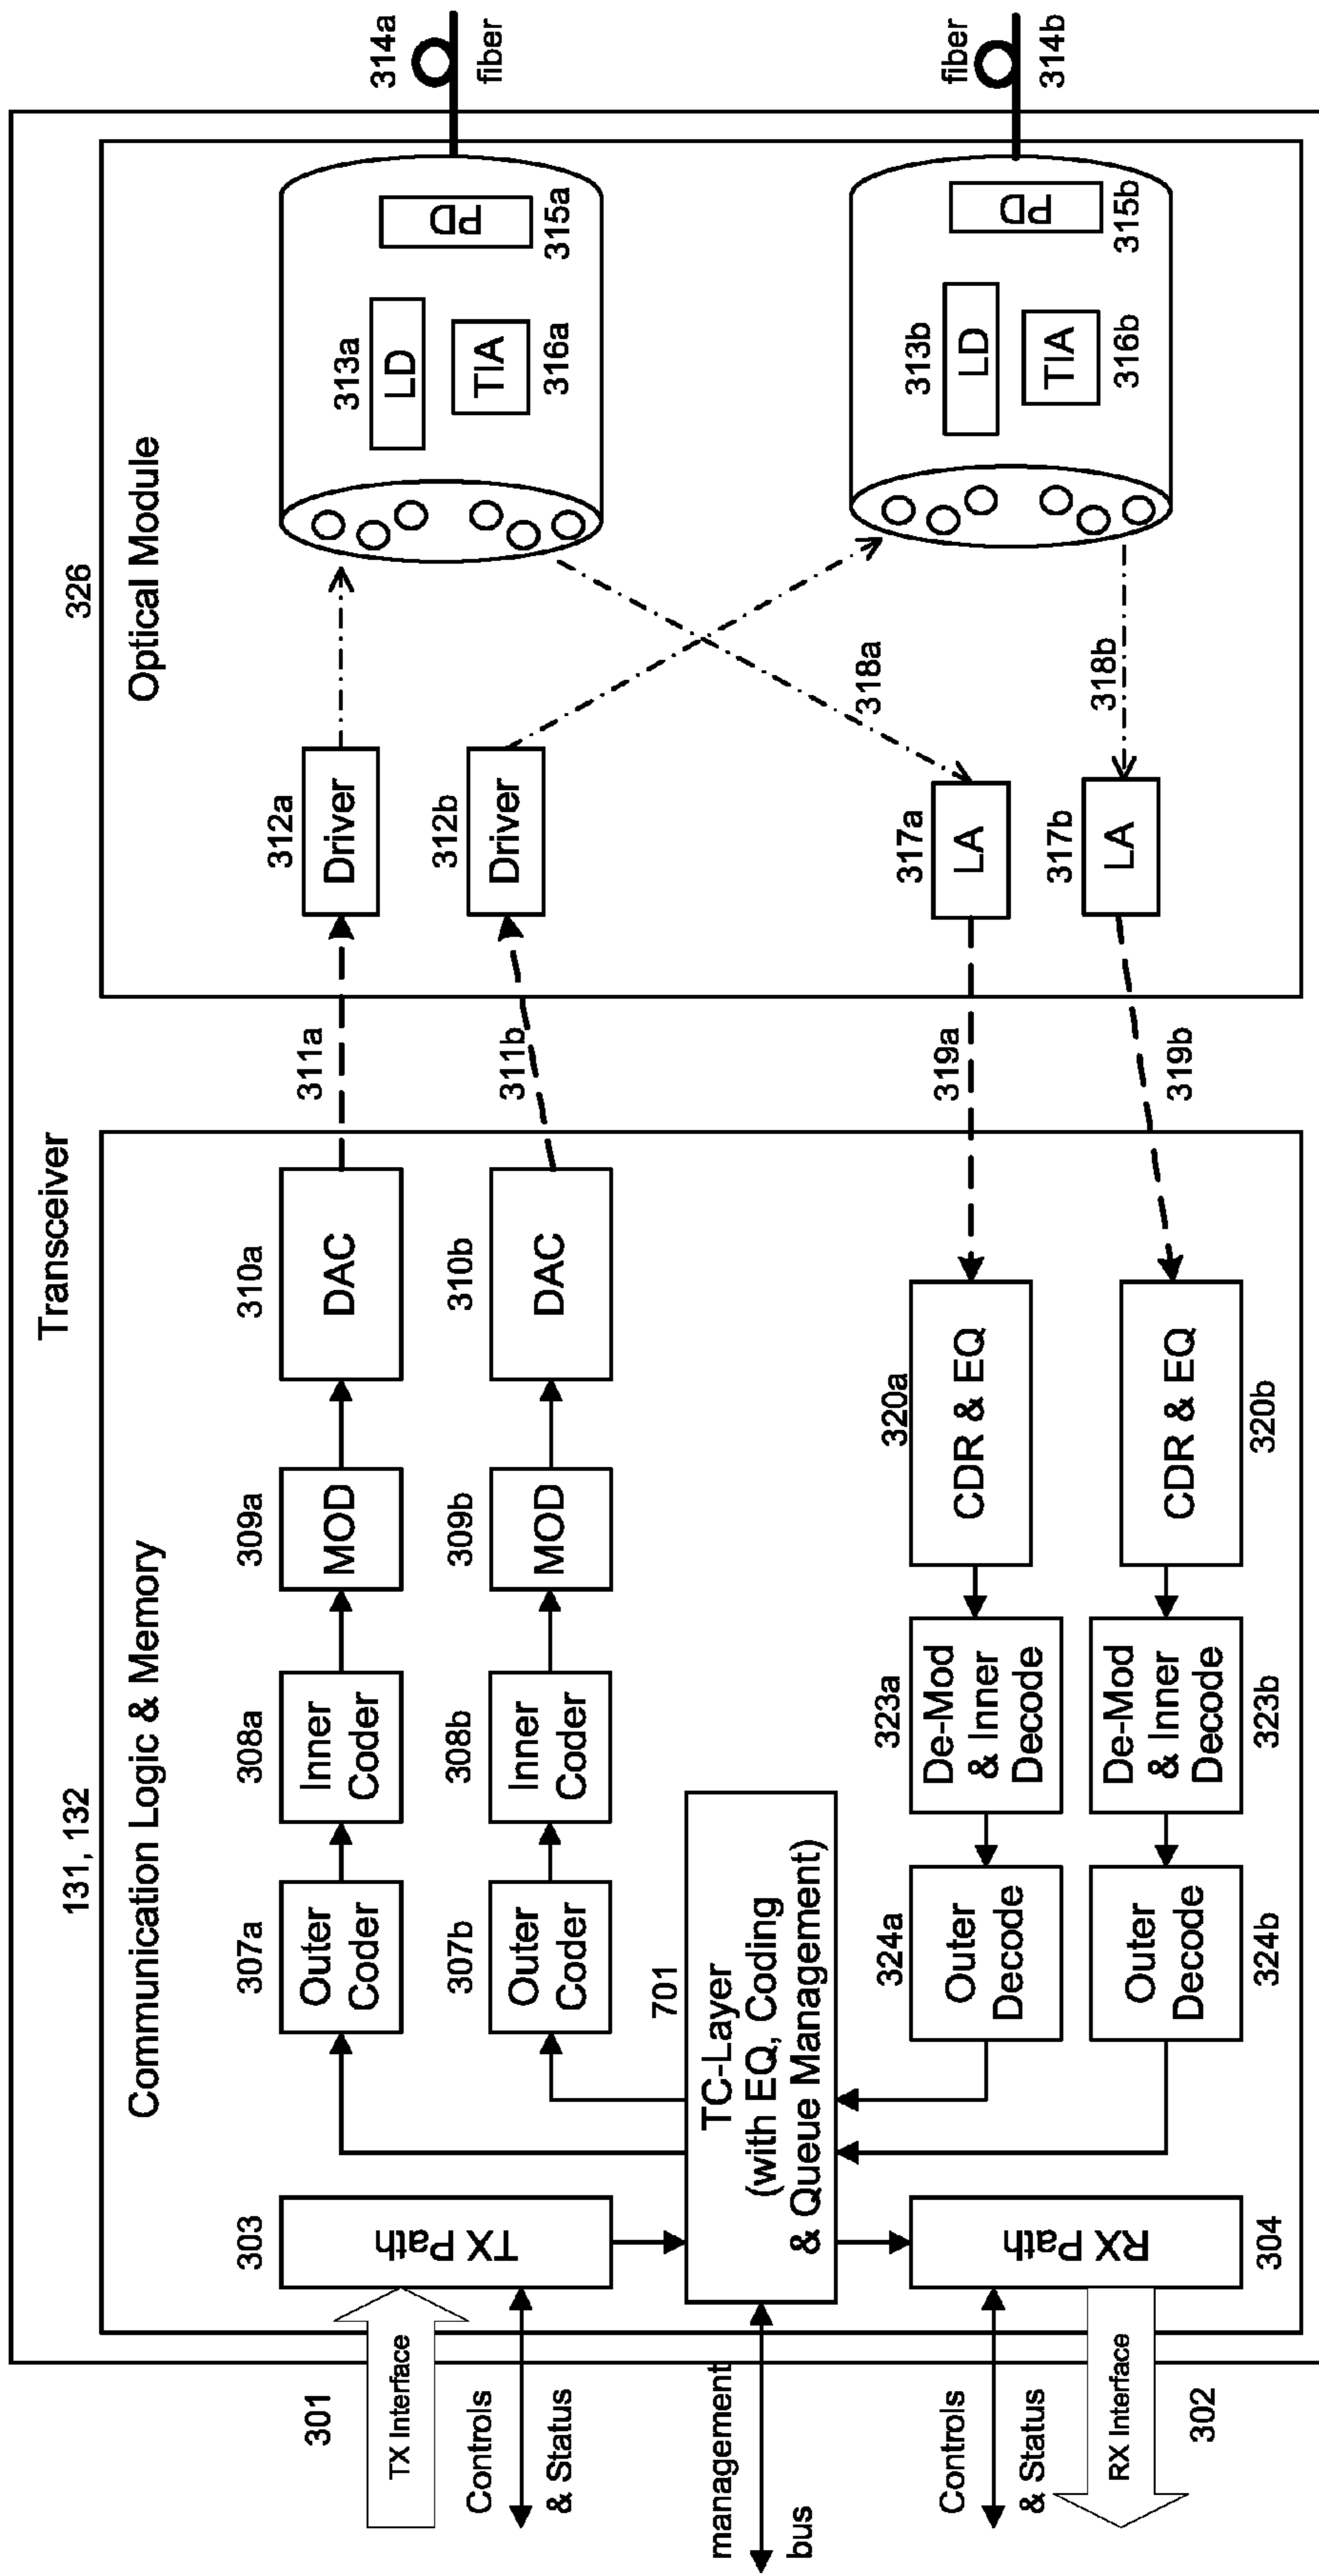 Transceiver
131, 132
Communication Logic & Memory
326
Optical Module
301
TX Interface
Controls
& Status
303
TX Path
307a
Outer
Coder
308a
Inner
Coder
309a
MOD
310a
DAC
311a
312a
Driver
313a
LD
TIA
316a
PD
315a
314a
fiber
307b
Outer
Coder
308b
Inner
Coder
309b
MOD
310b
DAC
311b
312b
Driver
management
bus
701
TC-Layer
(with EQ, Coding
& Queue Management)
Controls
& Status
RX Interface
302
RX Path
304
324a
Outer
Decode
323a
De-Mod
& Inner
Decode
320a
CDR & EQ
319a
317a
LA
318a
313b
LD
TIA
316b
PD
315b
fiber
314b
Outer
Decode
324b
De-Mod
& Inner
Decode
323b
CDR & EQ
320b
319b
317b
LA
318b